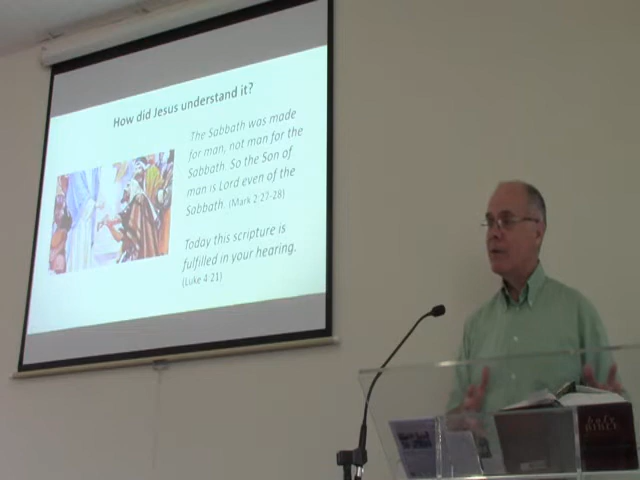 How did Jesus understand it?
The Sabbath was made
for man, not man for the
Sabbath. So the Son of
man is Lord even of the
Sabbath. (Mark 2:27-28)
Today this scripture is
fulfilled in your hearing.
(Luke 4:21)
holy
BIBLE